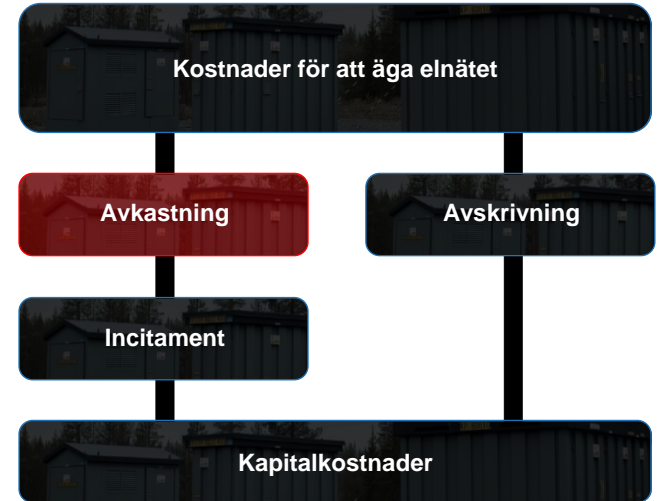 Kostnader för att äga elnätet
Avkastning
Avskrivning
Incitament
Kapitalkostnader